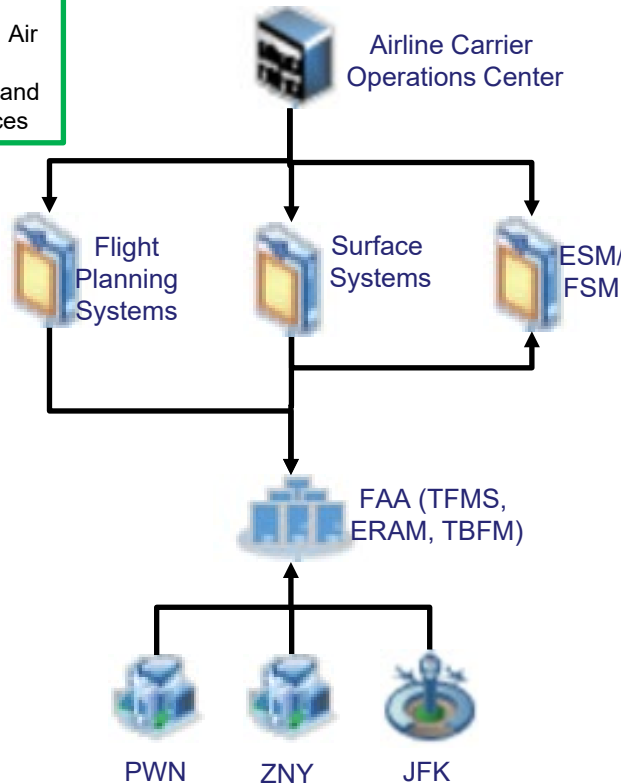 Air
and
ces
Airline Carrier
Operations Center
Flight
Planning
Systems
Surface
Systems
ESM/
FSM
FAA (TFMS,
ERAM, TBFM)
PWN
ZNY
JFK